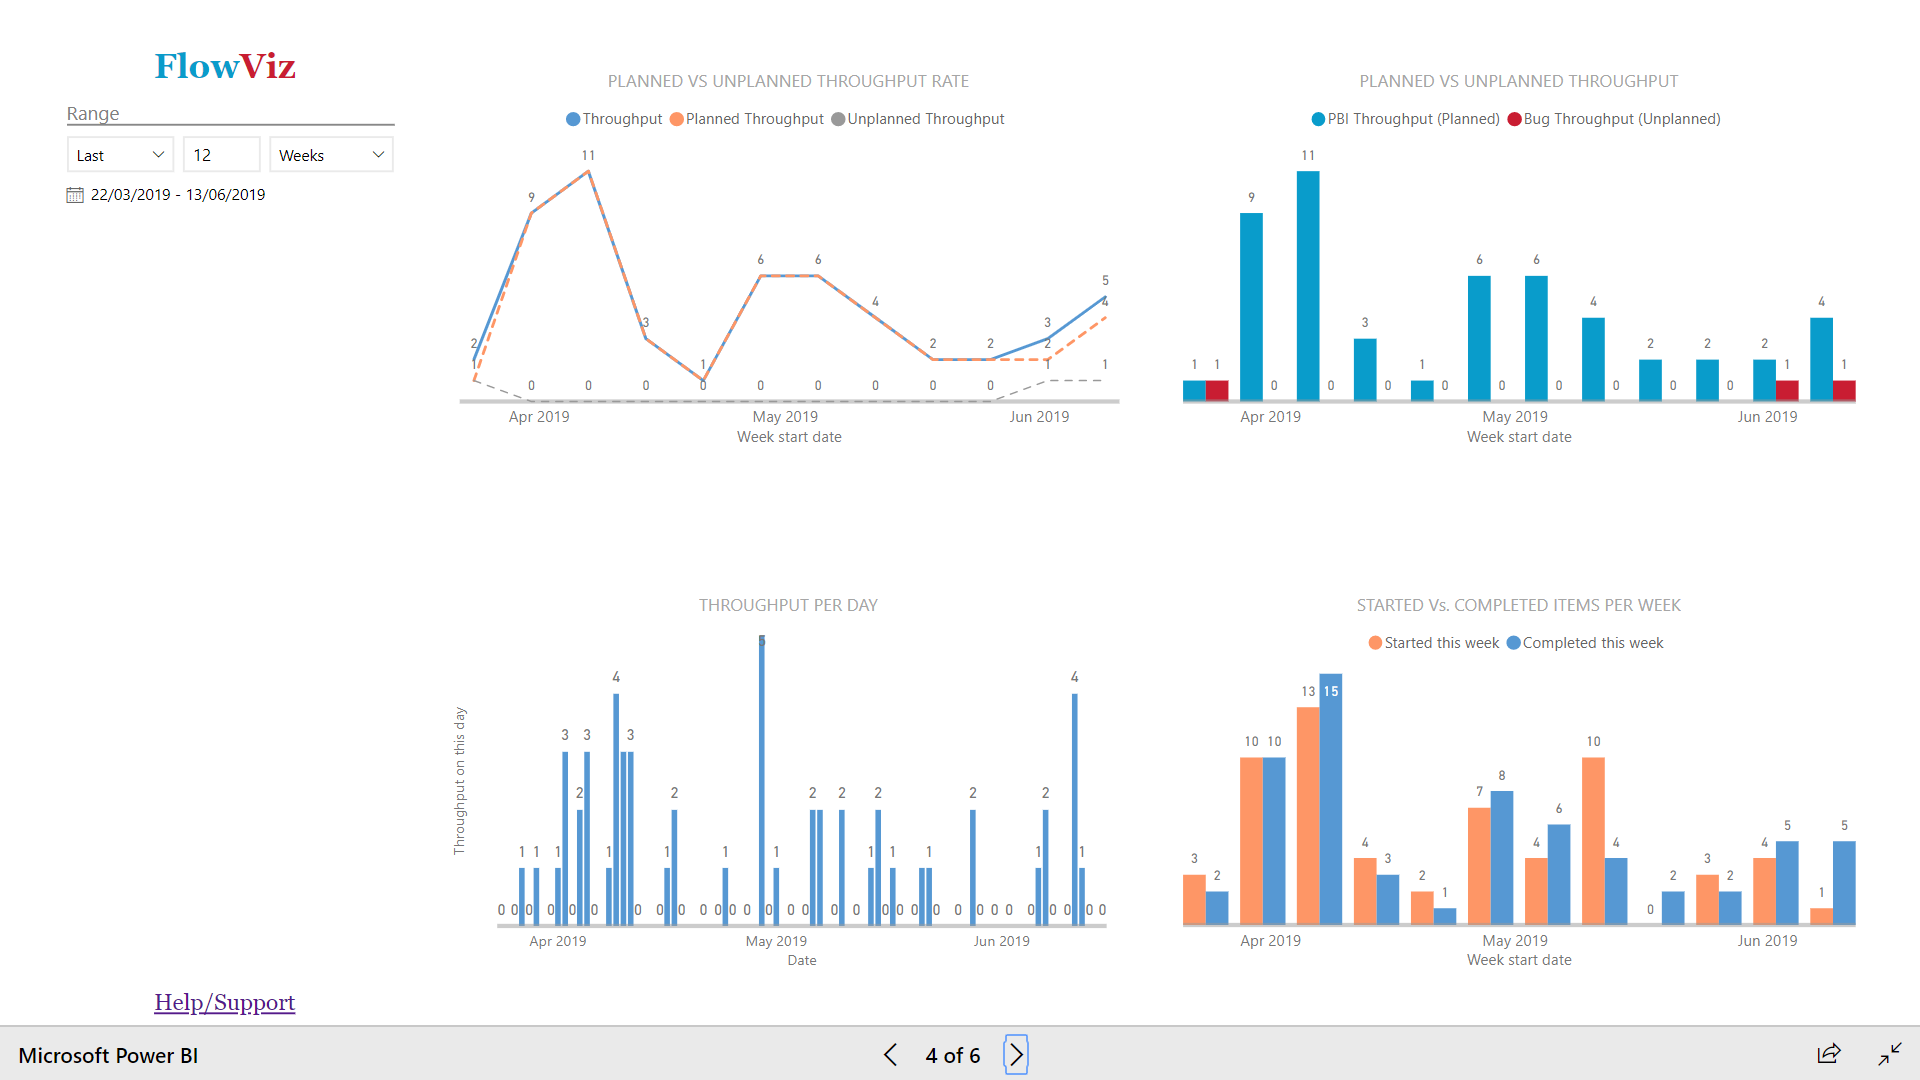 FlowViz
Range
Last 12 Weeks
22/03/2019 - 13/06/2019
PLANNED VS UNPLANNED THROUGHPUT RATE
Throughput Planned Throughput Unplanned Throughput
11
9
6 6
5
4 4
3 3
2 2 2 2
1 1 1 1
0 0 0 0 0 0 0 0 0
Apr 2019 May 2019 Jun 2019
Week start date
PLANNED VS UNPLANNED THROUGHPUT
PBI Throughput (Planned) Bug Throughput (Unplanned)
11
9
6 6
4 4
3
2 2 2
1 1 1 1 1
0 0 0 0 0 0 0 0 0
Apr 2019 May 2019 Jun 2019
Week start date
THROUGHPUT PER DAY
Throughput on this day
5
4 4
3 3 3
2 2 2 2 2 2 2
1 1 1 1 1 1 1 1 1 1 1 1
0 0 0 0 0 0 0 0 0 0 0 0 0 0 0 0 0 0 0 0 0 0 0 0 0 0 0 0 0
Apr 2019 May 2019 Jun 2019
Date
STARTED Vs. COMPLETED ITEMS PER WEEK
Started this week Completed this week
13 15
10 10 10
7 8
6
4 3 4 4 4 5 5
3 2 2 1 0 2 3 2 1
Apr 2019 May 2019 Jun 2019
Week start date
Help/Support
Microsoft Power BI
4 of 6